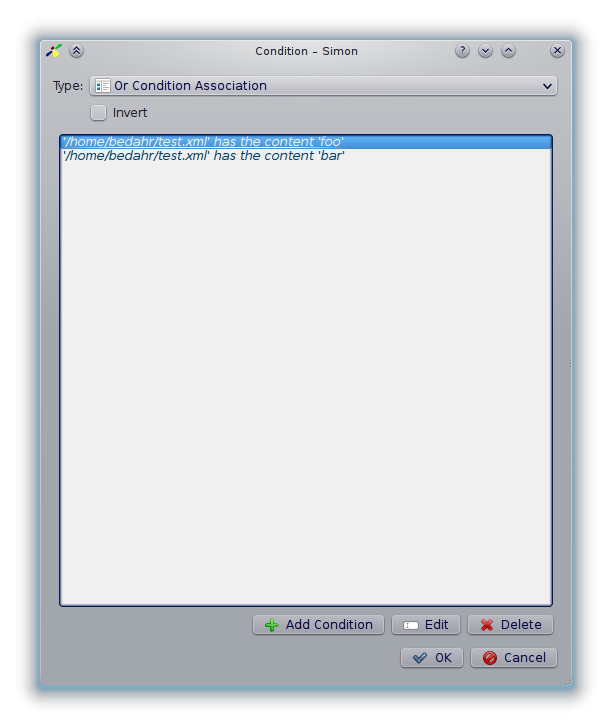 Condition – Simon
Type: Or Condition Association
Invert
'/home/bedahr/test.xml' has the content 'foo'
'/home/bedahr/test.xml' has the content 'bar'
Add Condition Edit Delete
OK Cancel